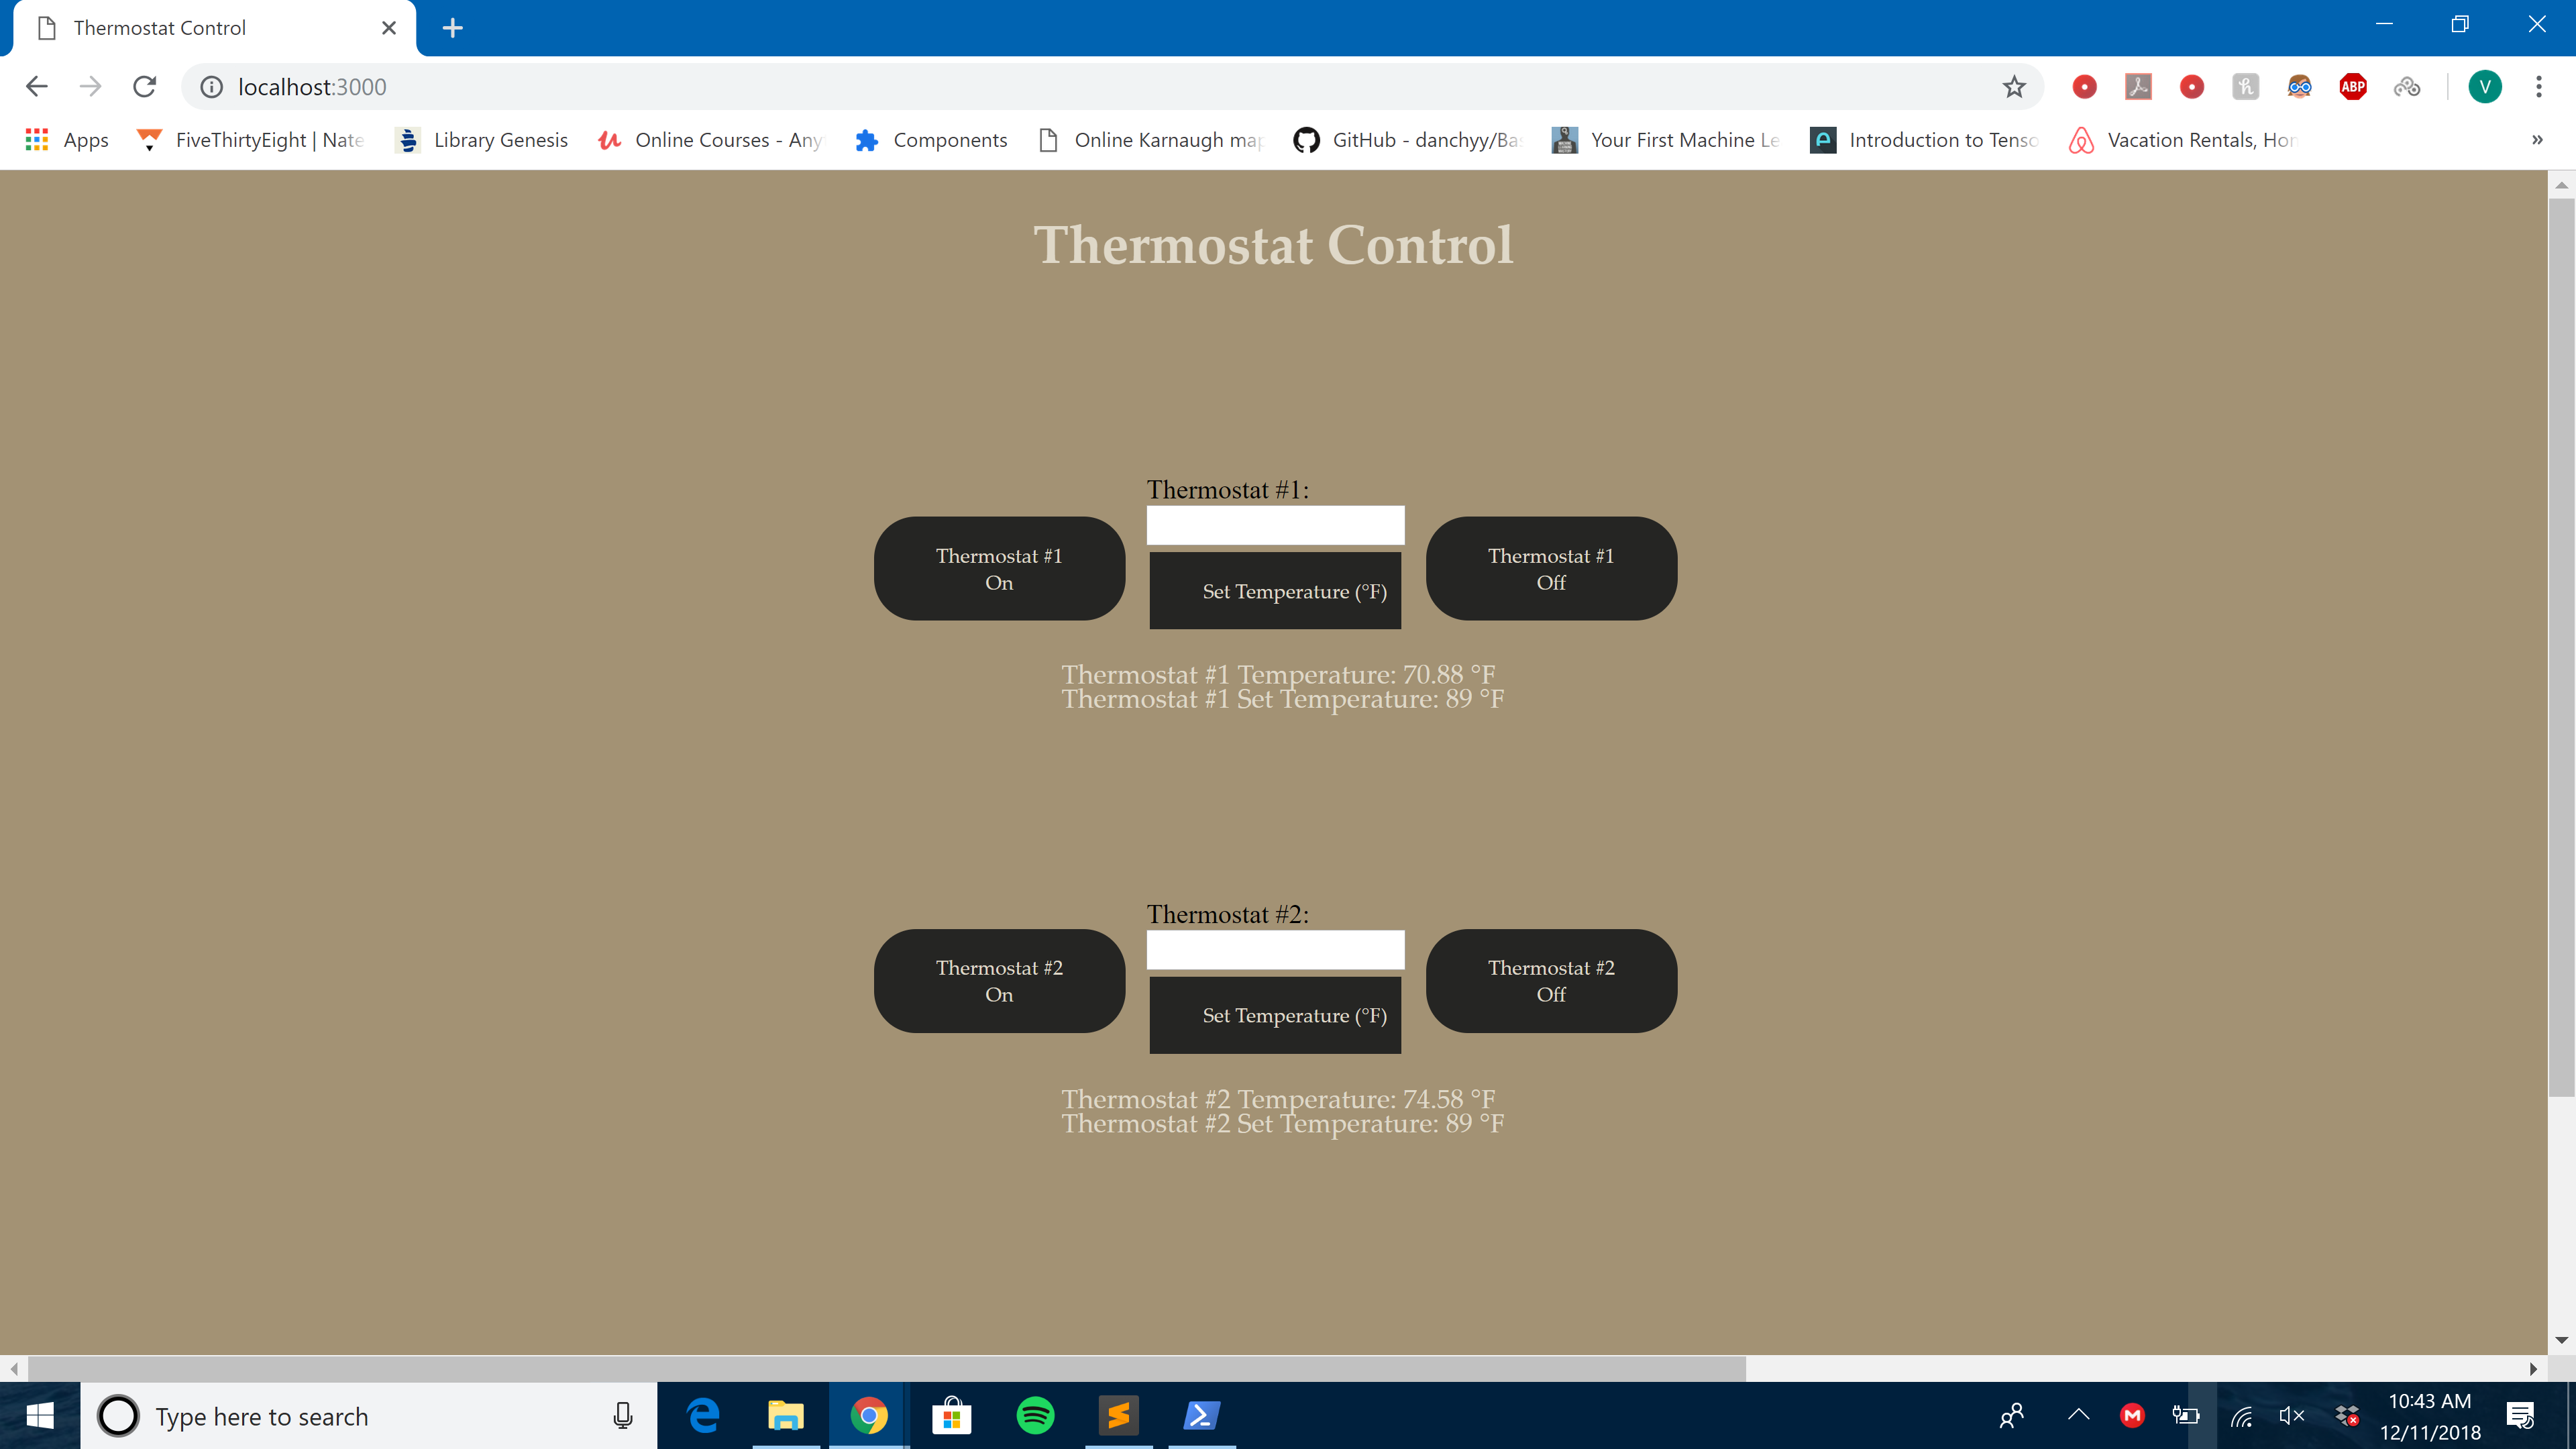 Thermostat Control
localhost:3000
V
Apps
FiveThirtyEight | Nate
Library Genesis
Online Courses - Any
Components
Online Karnaugh map
GitHub - danchyy/Bas
Your First Machine Le
Introduction to Tenso
Vacation Rentals, Hom
ABP
Thermostat Control
Thermostat #1:
Thermostat #1
On
Set Temperature (°F)
Thermostat #1
Off
Thermostat #1 Temperature: 70.88 °F
Thermostat #1 Set Temperature: 89 °F
Thermostat #2:
Thermostat #2
On
Set Temperature (°F)
Thermostat #2
Off
Thermostat #2 Temperature: 74.58 °F
Thermostat #2 Set Temperature: 89 °F
Type here to search
10:43 AM
12/11/2018